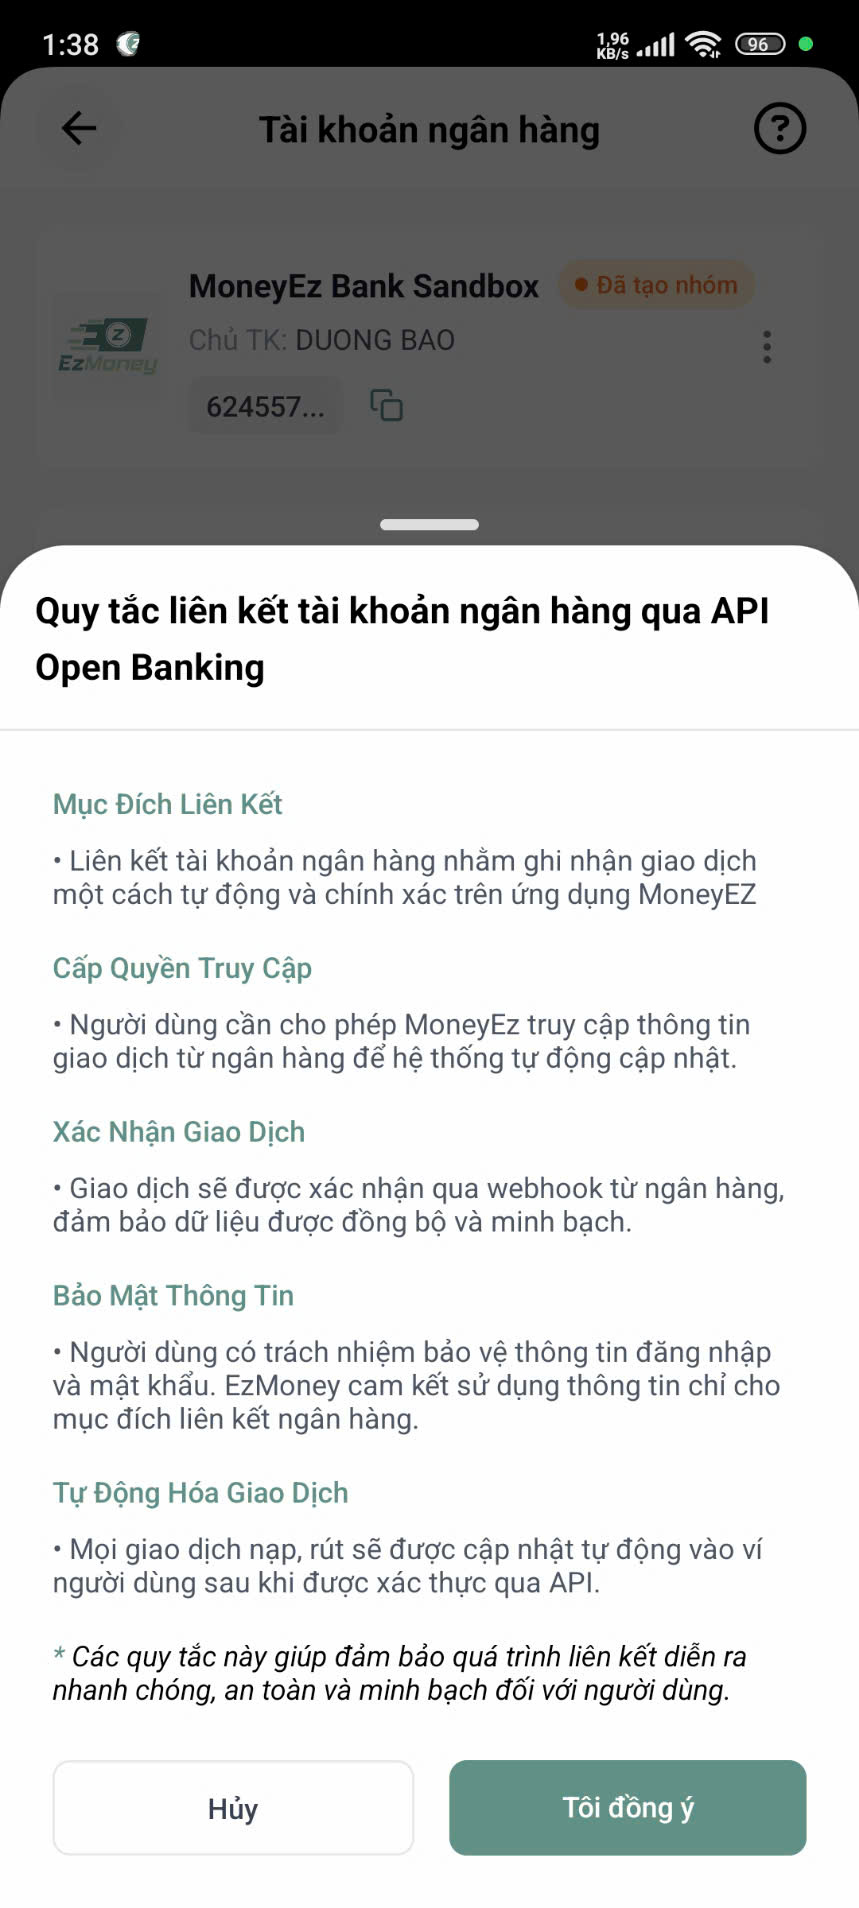 1:38
1,96
KB/s
96
Tài khoản ngân hàng
MoneyEz Bank Sandbox
Đã tạo nhóm
Chủ TK: DUONG BAO
EzMoney
624557...
Quy tắc liên kết tài khoản ngân hàng qua API
Open Banking
Mục Đích Liên Kết
• Liên kết tài khoản ngân hàng nhằm ghi nhận giao dịch
một cách tự động và chính xác trên ứng dụng MoneyEZ
Cấp Quyền Truy Cập
• Người dùng cần cho phép MoneyEz truy cập thông tin
giao dịch từ ngân hàng để hệ thống tự động cập nhật.
Xác Nhận Giao Dịch
• Giao dịch sẽ được xác nhận qua webhook từ ngân hàng,
đảm bảo dữ liệu được đồng bộ và minh bạch.
Bảo Mật Thông Tin
• Người dùng có trách nhiệm bảo vệ thông tin đăng nhập
và mật khẩu. EzMoney cam kết sử dụng thông tin chỉ cho
mục đích liên kết ngân hàng.
Tự Động Hóa Giao Dịch
• Mọi giao dịch nạp, rút sẽ được cập nhật tự động vào ví
người dùng sau khi được xác thực qua API.
* Các quy tắc này giúp đảm bảo quá trình liên kết diễn ra
nhanh chóng, an toàn và minh bạch đối với người dùng.
Hủy
Tôi đồng ý